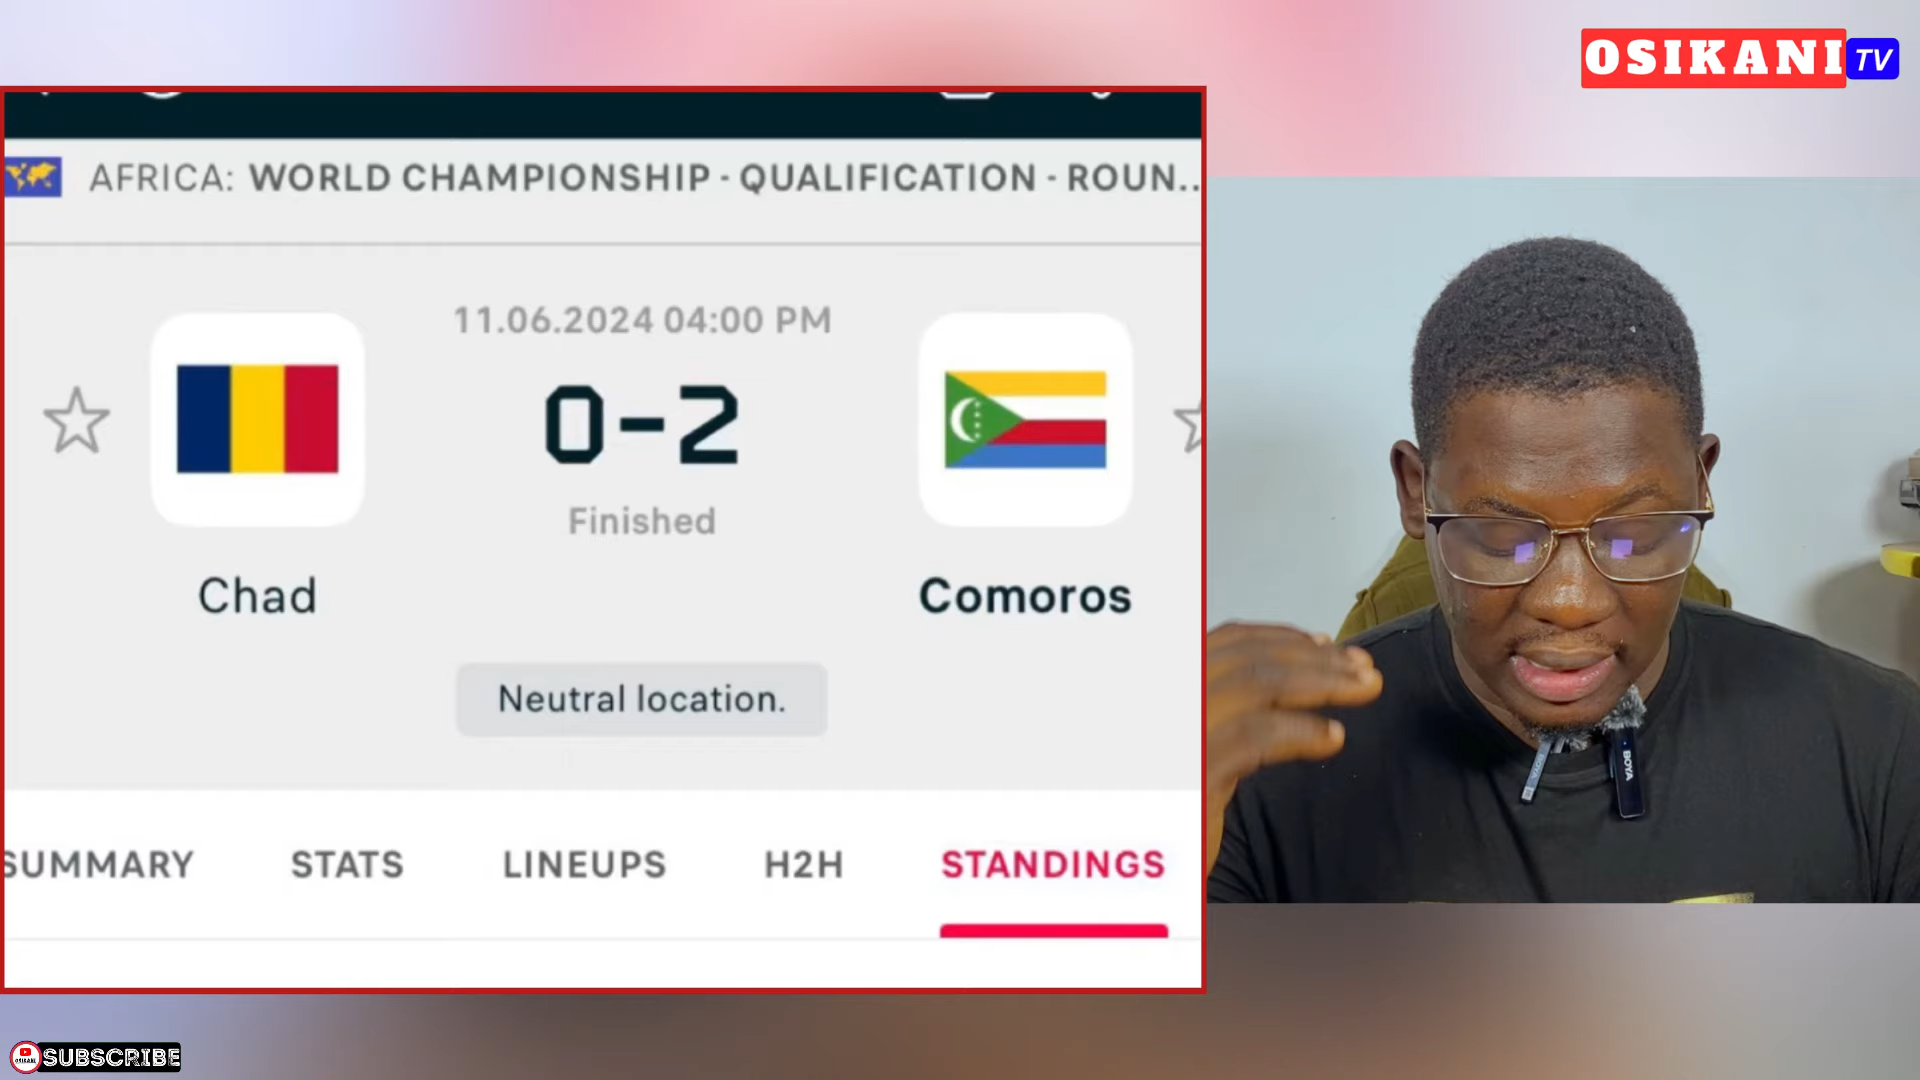 OSIKANI TV
AFRICA: WORLD CHAMPIONSHIP - QUALIFICATION - ROUN...
11.06.2024 04:00 PM
0-2
Finished
Chad
Comoros
Neutral location.
SUMMARY
STATS
LINEUPS
H2H
STANDINGS
BOYA
SUBSCRIBE